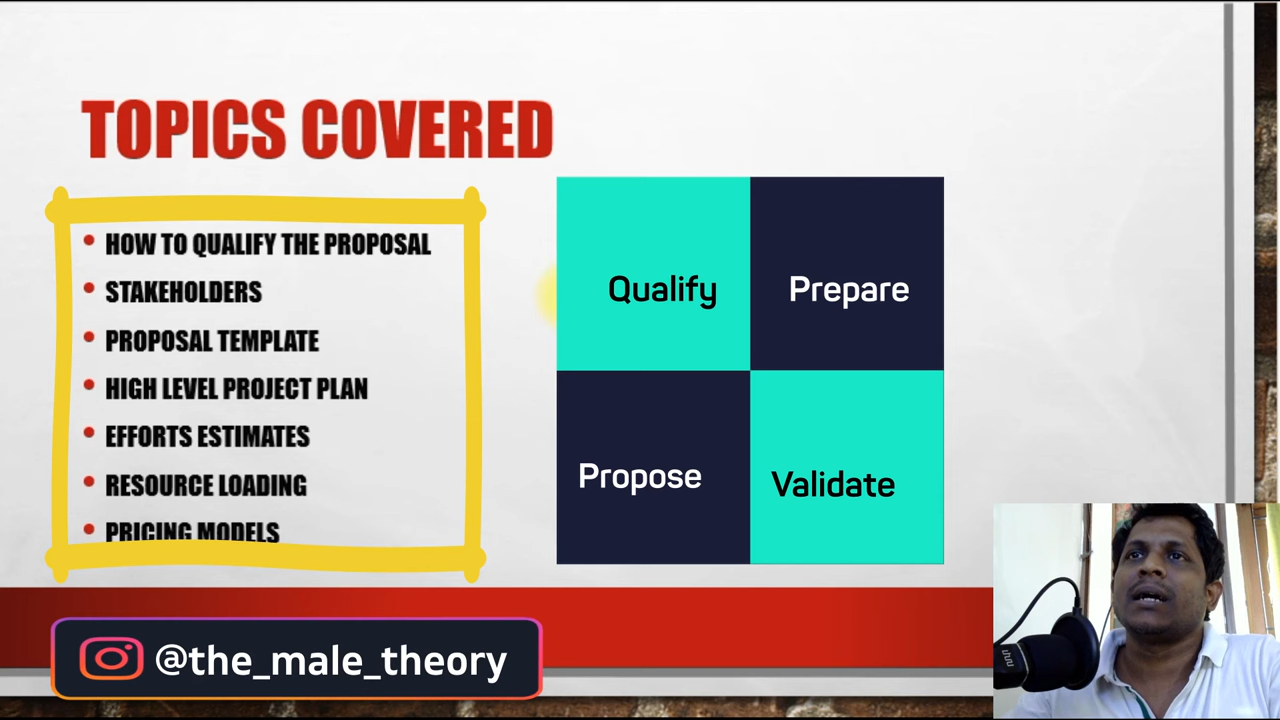 TOPICS COVERED
HOW TO QUALIFY THE PROPOSAL
STAKEHOLDERS
PROPOSAL TEMPLATE
HIGH LEVEL PROJECT PLAN
EFFORTS ESTIMATES
RESOURCE LOADING
PRICING MODELS
Qualify
Prepare
Propose
Validate
@the_male_theory